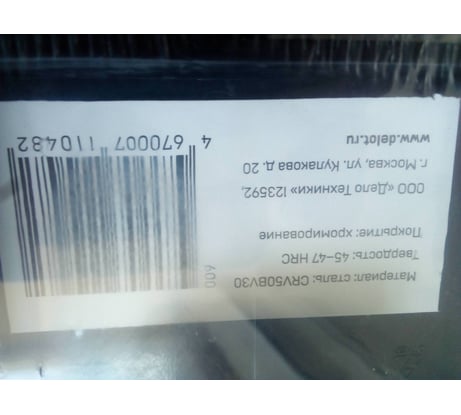 Материал: сталь: CRV50BV30
Твердость: 45-47 HRC
Покрытие: хромирование
ООО «Дело Техники» 123592,
г. Москва, ул. Кулакова д. 20
www.delot.ru
600
4 670007 110432